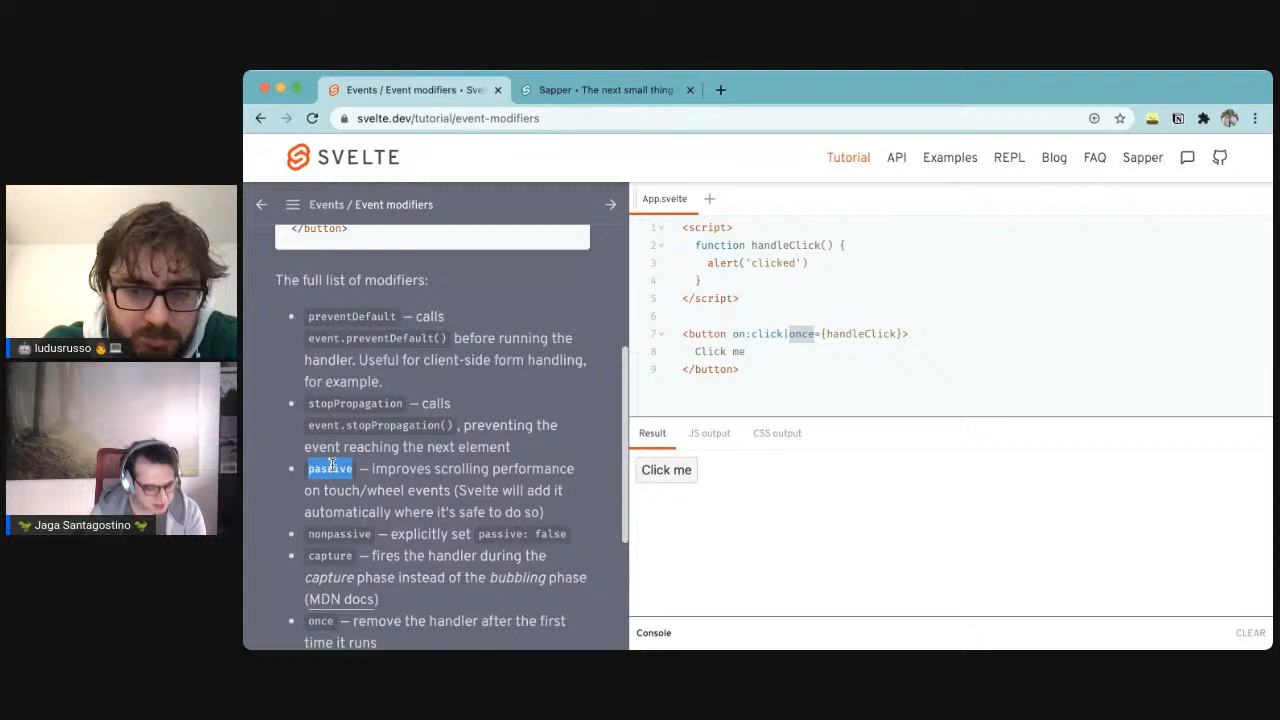 Events / Event modifiers • Sve
Sapper • The next small thing
svelte.dev/tutorial/event-modifiers
SVELTE
Tutorial
API
Examples
REPL
Blog
FAQ
Sapper
Events / Event modifiers
</button>
The full list of modifiers:
preventDefault — calls
event.preventDefault() before running the
handler. Useful for client-side form handling,
for example.
stopPropagation — calls
event.stopPropagation() , preventing the
event reaching the next element
passive — improves scrolling performance
on touch/wheel events (Svelte will add it
automatically where it's safe to do so)
nonpassive — explicitly set passive: false
capture — fires the handler during the
capture phase instead of the bubbling phase
(MDN docs)
once — remove the handler after the first
time it runs
App.svelte
1 <script>
2 function handleClick() {
3 alert('clicked')
4 }
5 </script>
6
7 <button on:click|once={handleClick}>
8 Click me
9 </button>
Result
JS output
CSS output
Click me
Console
CLEAR
ludusrusso
Jaga Santagostino